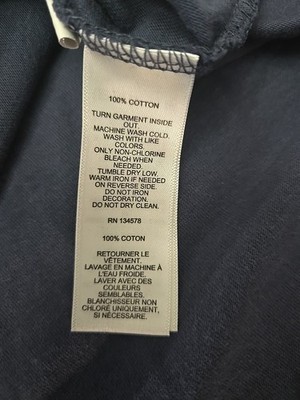 100% COTTON
TURN GARMENT INSIDE
OUT.
MACHINE WASH COLD.
WASH WITH LIKE
COLORS.
ONLY NON-CHLORINE
BLEACH WHEN
NEEDED.
TUMBLE DRY LOW.
WARM IRON IF NEEDED
ON REVERSE SIDE.
DO NOT IRON
DECORATION.
DO NOT DRY CLEAN.
RN 134578
100% COTON
RETOURNER LE
VÊTEMENT.
LAVAGE EN MACHINE À
L'EAU FROIDE.
LAVER AVEC DES
COULEURS
SEMBLABLES.
BLANCHISSEUR NON
CHLORÉ UNIQUEMENT,
SI NÉCESSAIRE.